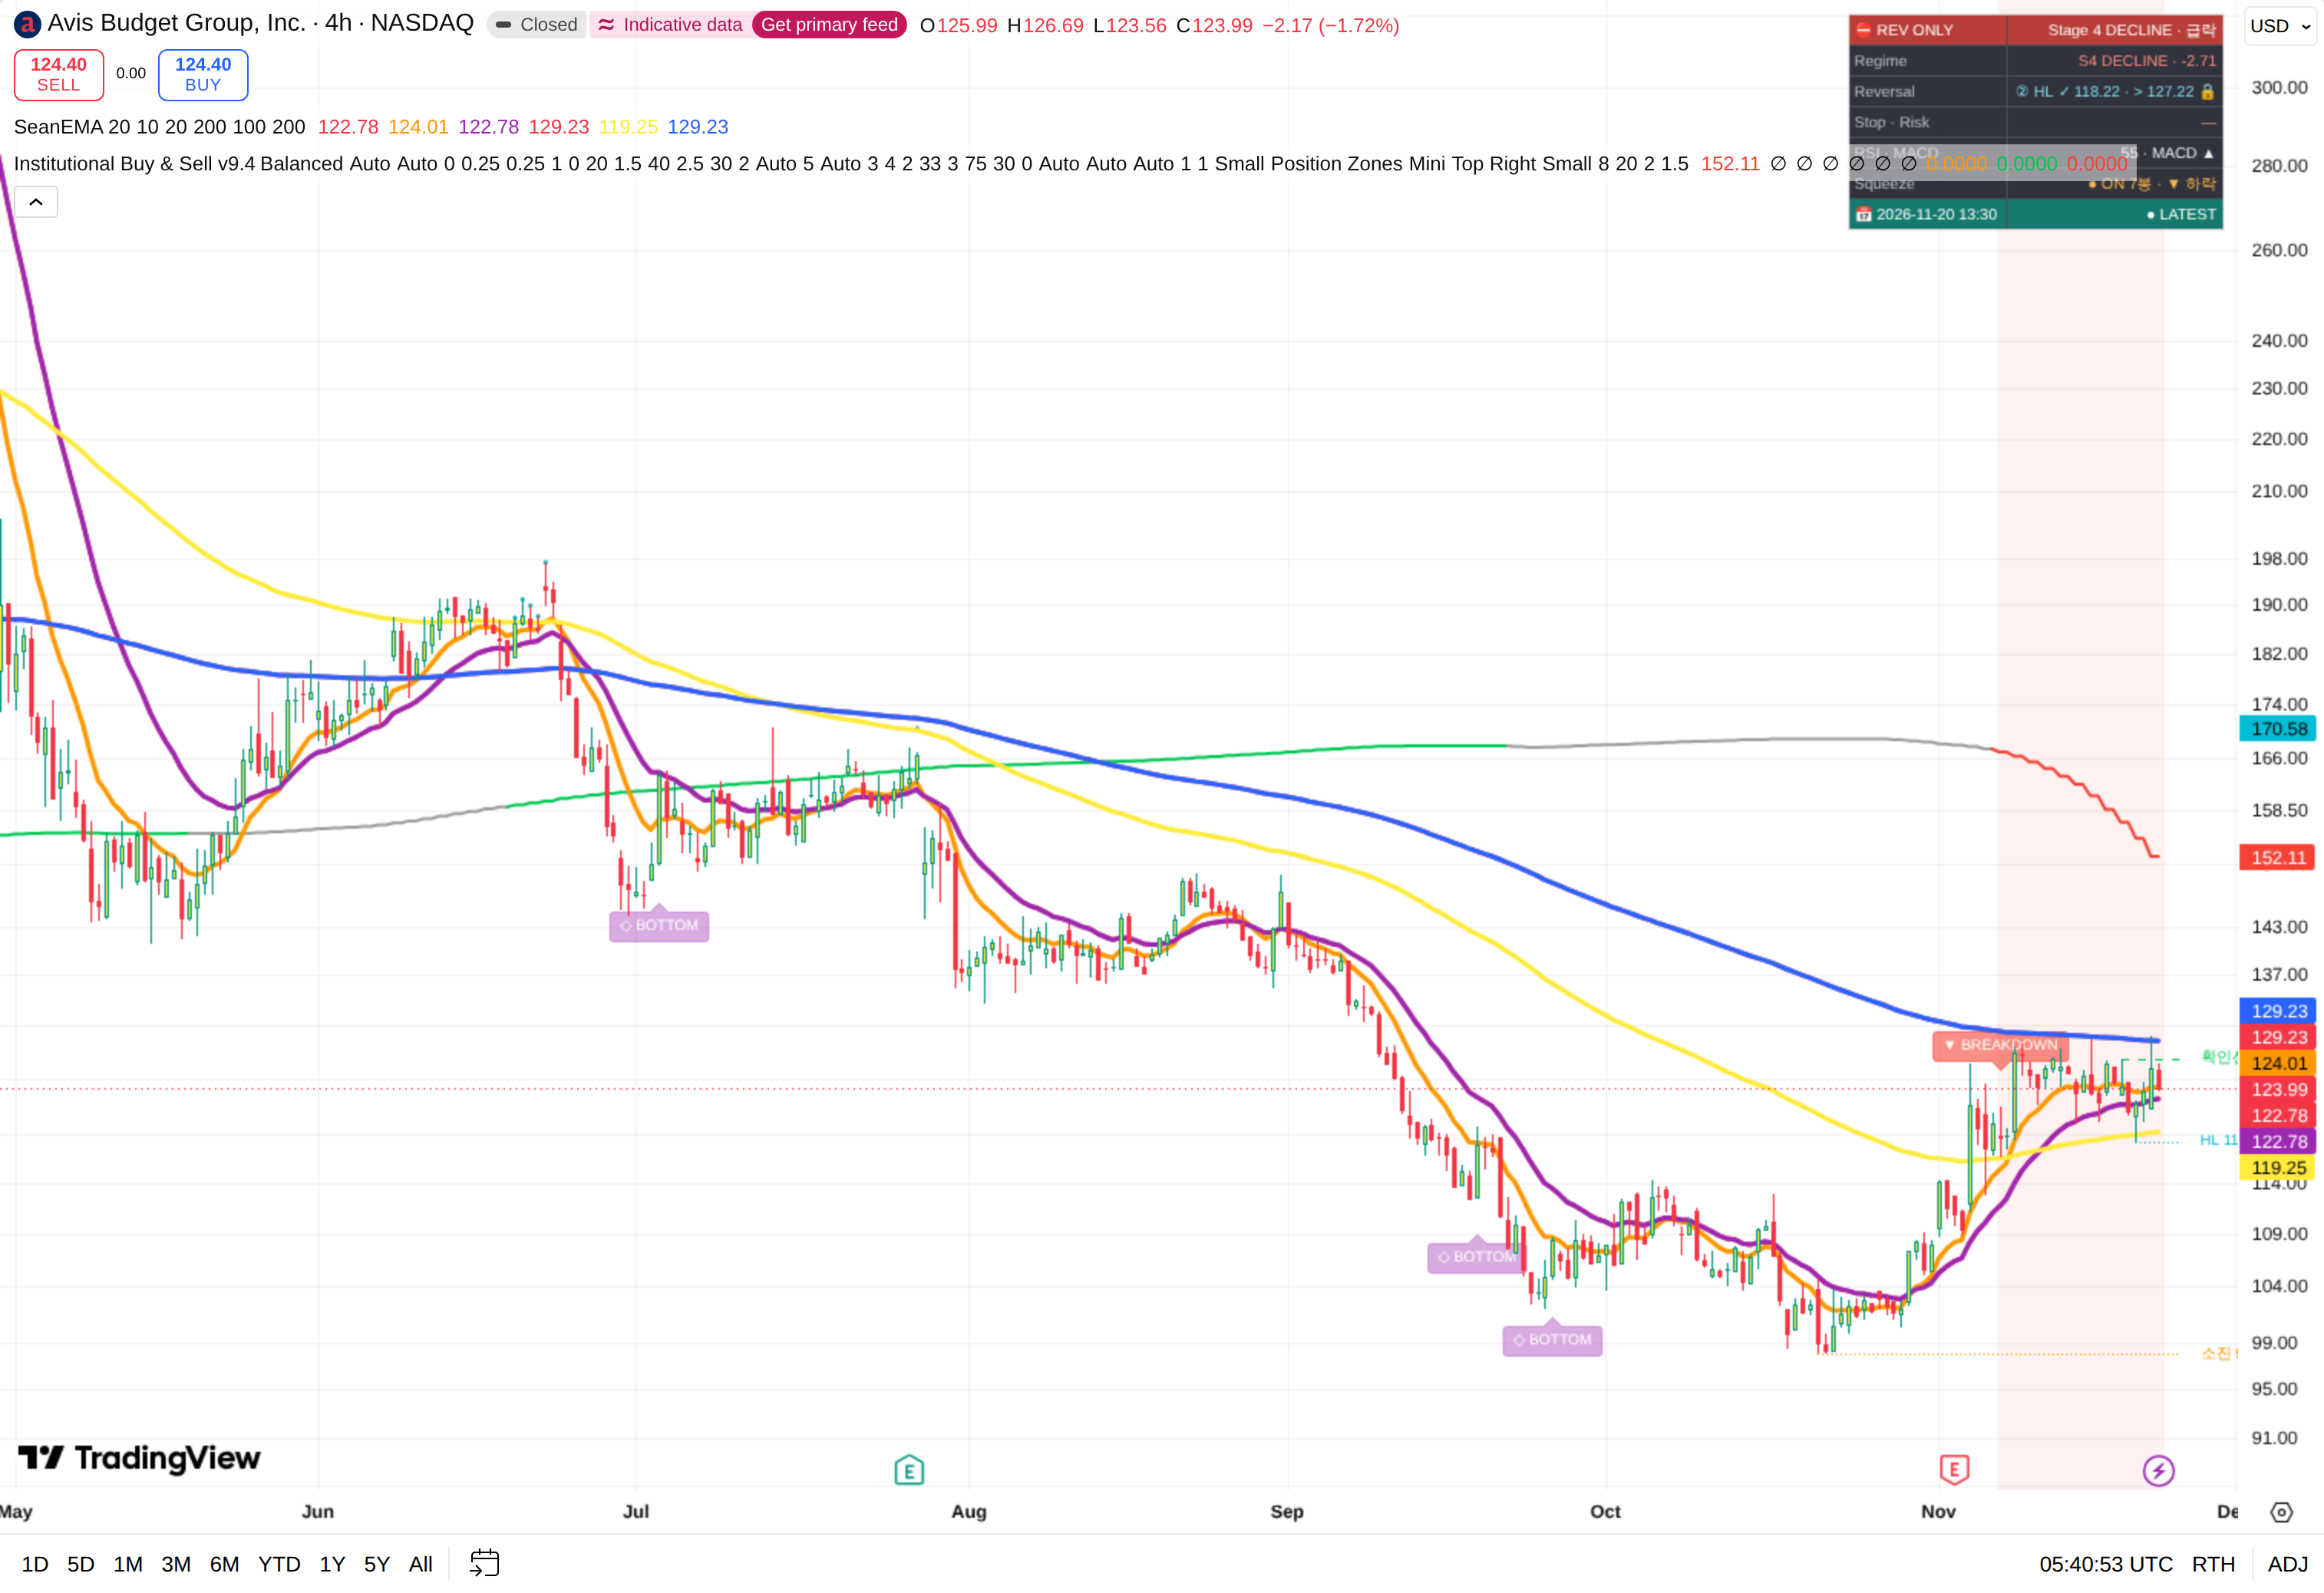 Avis Budget Group, Inc. · 4h · NASDAQ Closed Indicative data Get primary feed O125.99 H126.69 L123.56 C123.99 −2.17 (−1.72%)
USD
124.40
SELL
0.00
124.40
BUY
SeanEMA 20 10 20 200 100 200 122.78 124.01 122.78 129.23 119.25 129.23
Institutional Buy & Sell v9.4 Balanced Auto Auto 0 0.25 0.25 1 0 20 1.5 40 2.5 30 2 Auto 5 Auto 3 4 2 33 3 75 30 0 Auto Auto Auto 1 1 Small Position Zones Mini Top Right Small 8 20 2 1.5 152.11 ∅ ∅ ∅ ∅ ∅ ∅ 0.0000 0.0000 0.0000
⛔ REV ONLY Stage 4 DECLINE · 급락
Regime S4 DECLINE · -2.71
Reversal ② HL ✓ 118.22 · > 127.22 🔒
Stop · Risk —
RSI · MACD 55 · MACD ▲
Squeeze ● ON 7봉 · ▼ 하락
📅 2026-11-20 13:30 ● LATEST
300.00
280.00
260.00
240.00
230.00
220.00
210.00
198.00
190.00
182.00
174.00
170.58
166.00
158.50
152.11
143.00
137.00
129.23
129.23
124.01
123.99
122.78
122.78
119.25
114.00
109.00
104.00
99.00
95.00
91.00
◇ BOTTOM
◇ BOTTOM
◇ BOTTOM
▼ BREAKDOWN
HL 11
소진
TradingView
E
E
May Jun Jul Aug Sep Oct Nov De
1D 5D 1M 3M 6M YTD 1Y 5Y All
05:40:53 UTC RTH ADJ